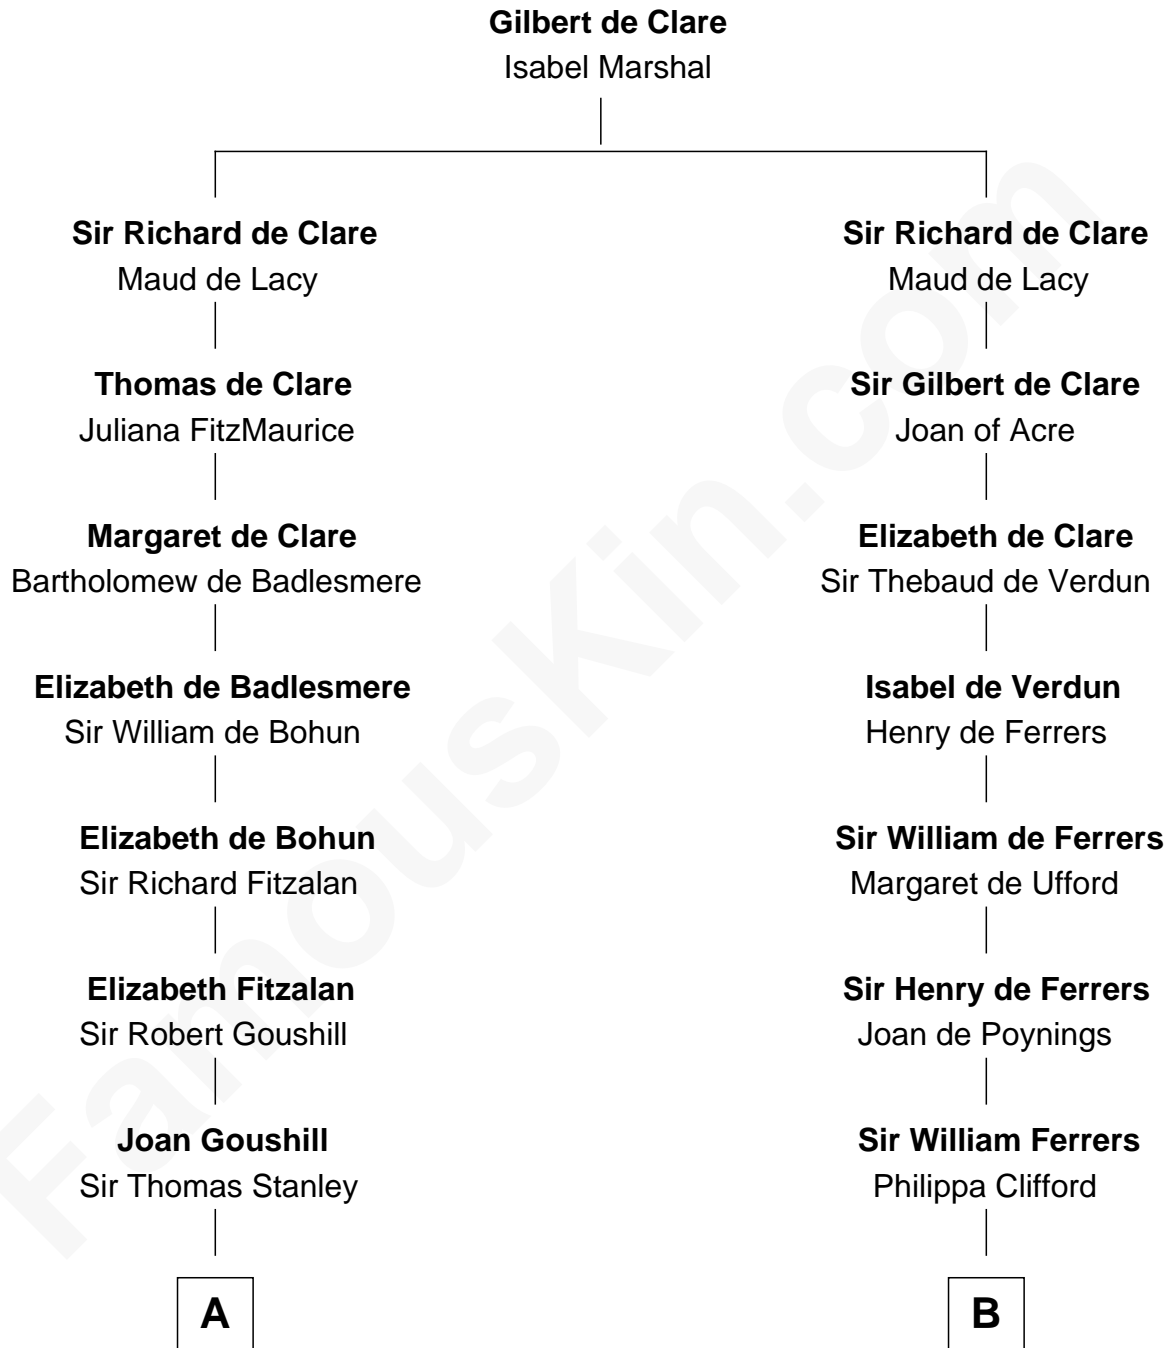 Gilbert de Clare
Isabel Marshal
Sir Richard de Clare
Maud de Lacy
Thomas de Clare
Juliana FitzMaurice
Margaret de Clare
Bartholomew de Badlesmere
Elizabeth de Badlesmere
Sir William de Bohun
Elizabeth de Bohun
Sir Richard Fitzalan
Elizabeth Fitzalan
Sir Robert Goushill
Joan Goushill
Sir Thomas Stanley
A
Sir Richard de Clare
Maud de Lacy
Sir Gilbert de Clare
Joan of Acre
Elizabeth de Clare
Sir Thebaud de Verdun
Isabel de Verdun
Henry de Ferrers
Sir William de Ferrers
Margaret de Ufford
Sir Henry de Ferrers
Joan de Poynings
Sir William Ferrers
Philippa Clifford
B
FamousKin.com